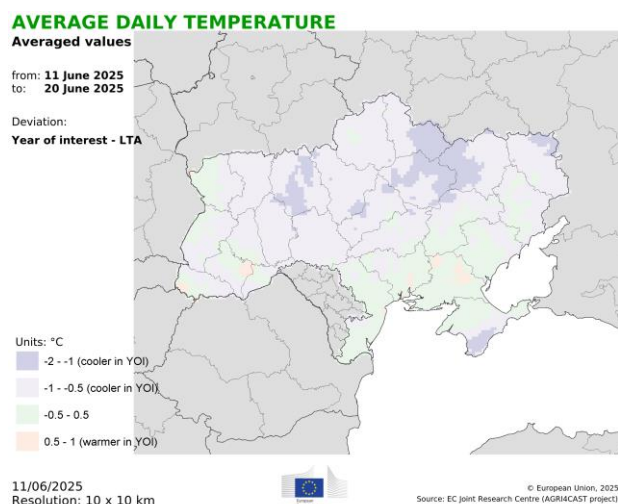 AVERAGE DAILY TEMPERATURE
Averaged values
from: 11 June 2025
to: 20 June 2025
Deviation:
Year of interest - LTA
Units: °C
-2 - -1 (cooler in YOI)
-1 - -0.5 (cooler in YOI)
-0.5 - 0.5
0.5 - 1 (warmer in YOI)
11/06/2025
Resolution: 10 x 10 km
© European Union, 2025
Source: EC Joint Research Centre (AGRI4CAST project)